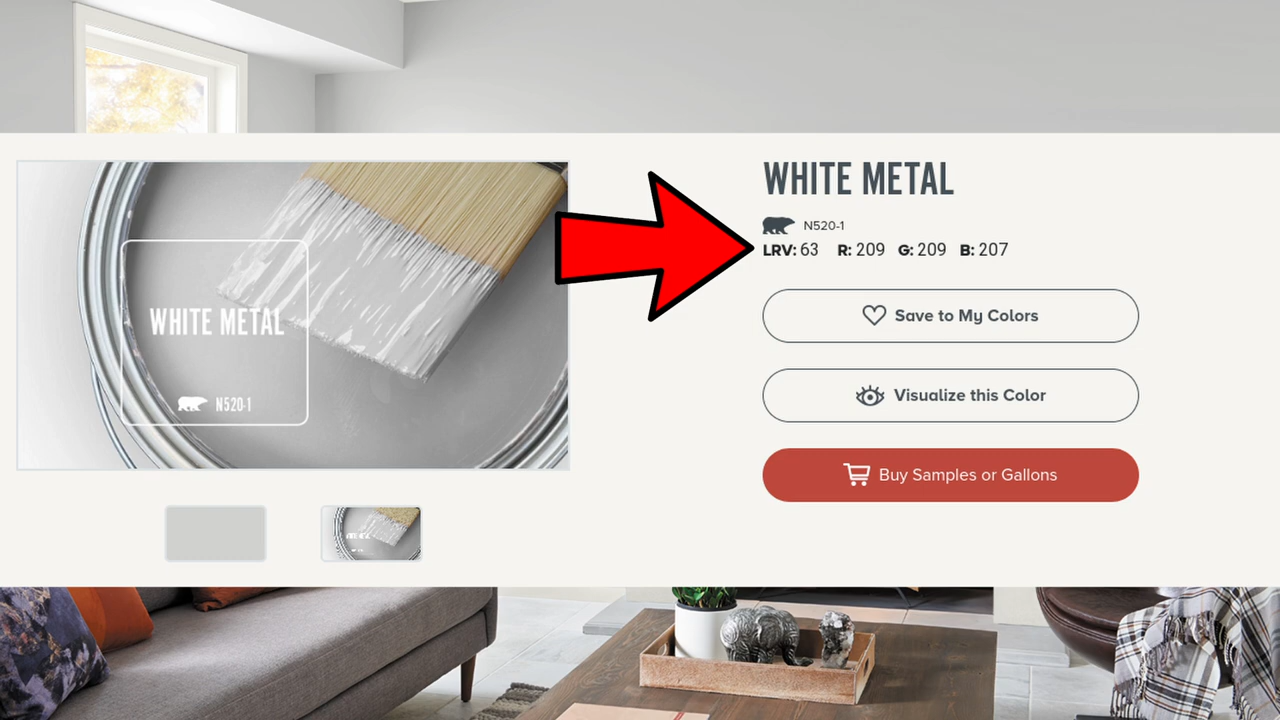 WHITE METAL
N520-1
WHITE METAL
N520-1
LRV: 63 R: 209 G: 209 B: 207
Save to My Colors
Visualize this Color
Buy Samples or Gallons